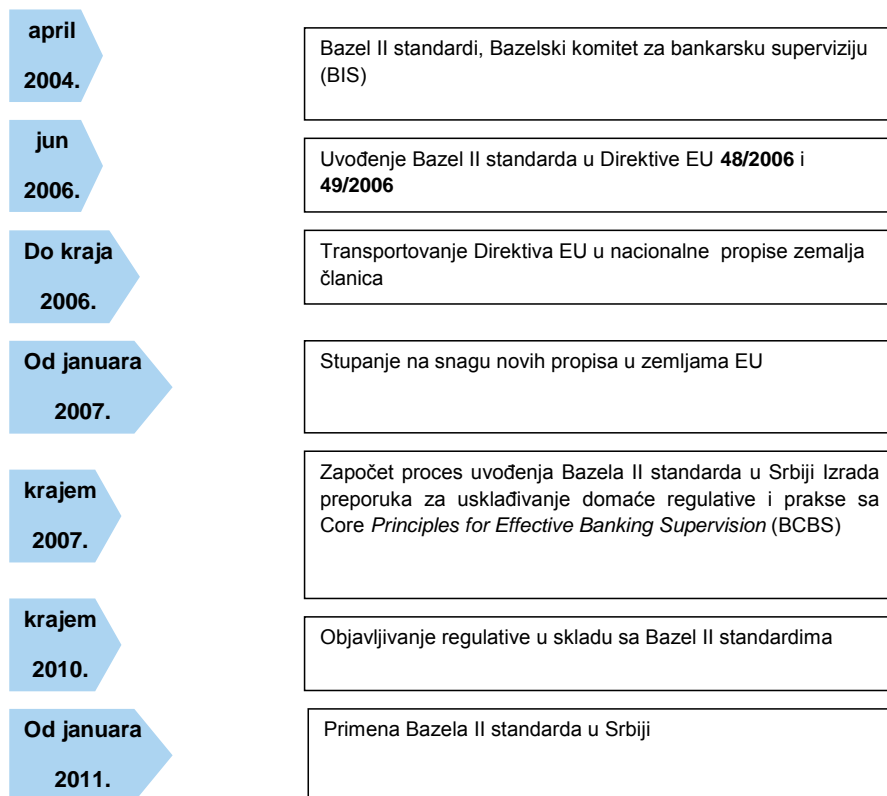 april
2004.
Bazel II standardi, Bazelski komitet za bankarsku superviziju
(BIS)
jun
2006.
Uvođenje Bazel II standarda u Direktive EU 48/2006 i
49/2006
Do kraja
2006.
Transportovanje Direktiva EU u nacionalne propise zemalja
članica
Od januara
2007.
Stupanje na snagu novih propisa u zemljama EU
krajem
2007.
Započet proces uvođenja Bazela II standarda u Srbiji Izrada
preporuka za usklađivanje domaće regulative i prakse sa
Core Principles for Effective Banking Supervision (BCBS)
krajem
2010.
Objavljivanje regulative u skladu sa Bazel II standardima
Od januara
2011.
Primena Bazela II standarda u Srbiji